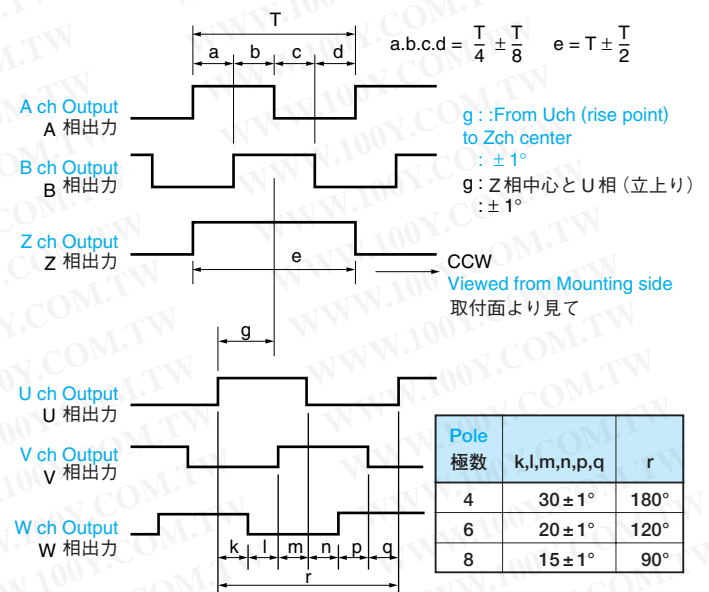 T
a b c d
a.b.c.d = T/4 ± T/8 e = T ± T/2
A ch Output
A 相出力
B ch Output
B 相出力
Z ch Output
Z 相出力
e
g : :From Uch (rise point)
to Zch center
: ± 1°
g : Z相中心とU相（立上り）
: ± 1°
CCW
Viewed from Mounting side
取付面より見て
g
U ch Output
U 相出力
V ch Output
V 相出力
W ch Output
W 相出力
k l m n p q
r
Pole
極数 k,l,m,n,p,q r
4 30±1° 180°
6 20±1° 120°
8 15±1° 90°
WWW.100Y.COM.TW